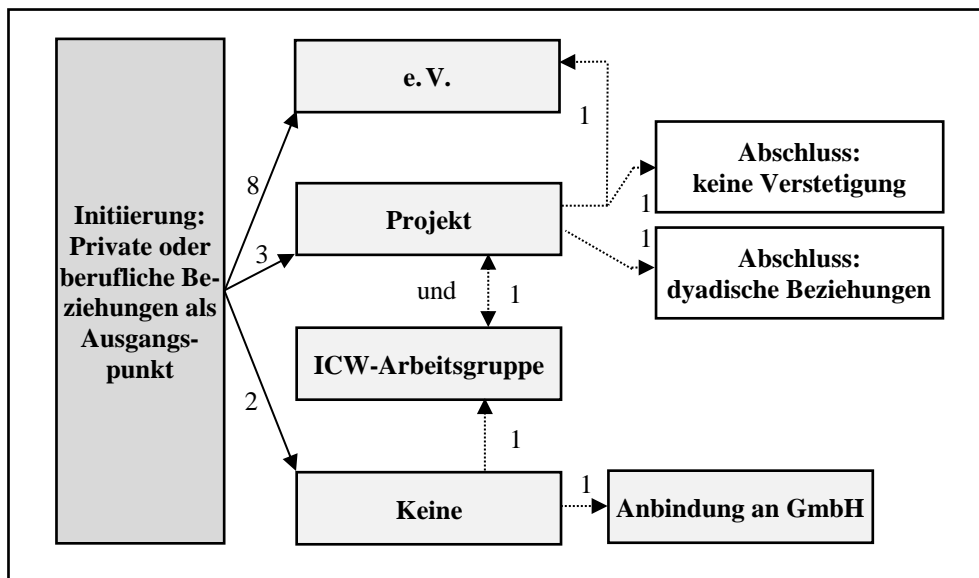 Initiierung:
Private oder
berufliche Be-
ziehungen als
Ausgangs-
punkt
8
3
2
e.V.
1
Projekt
1
1
Abschluss:
keine Verstetigung
Abschluss:
dyadische Beziehungen
und
1
ICW-Arbeitsgruppe
1
Keine
1
Anbindung an GmbH